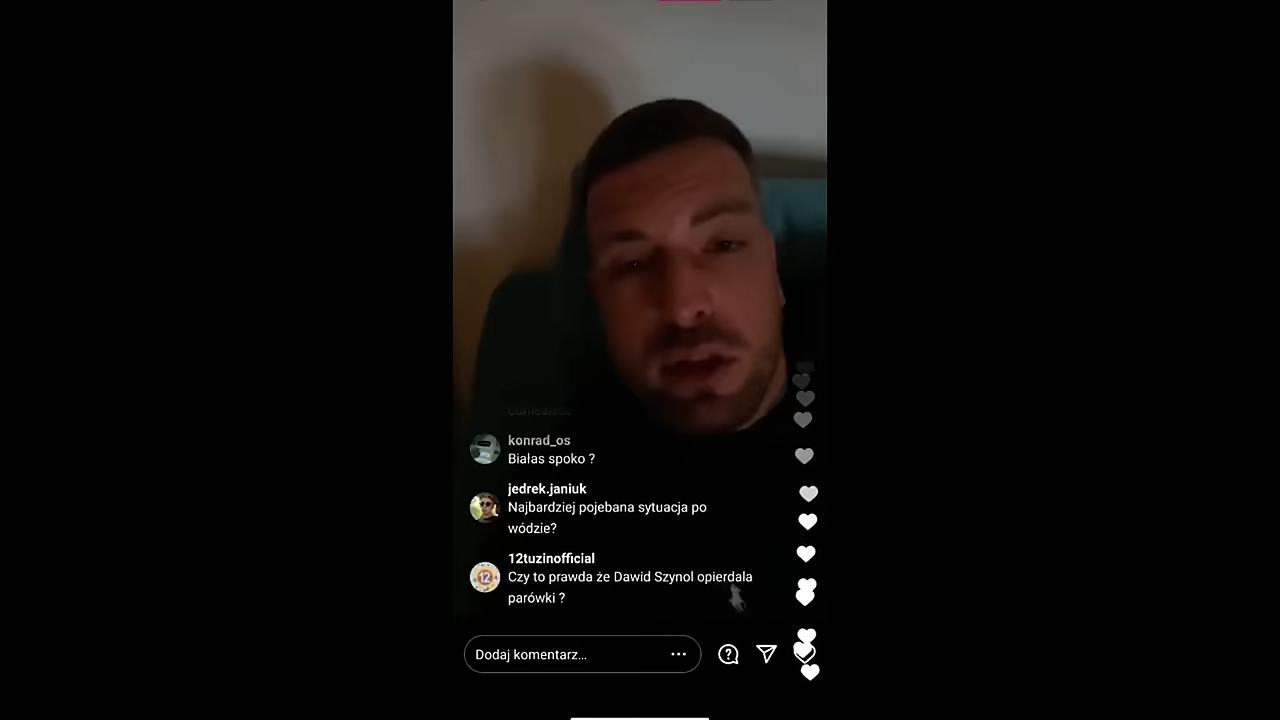 konrad_os
Białas spoko ?
jedrek.janiuk
Najbardziej pojebana sytuacja po
wódzie?
12tuzinofficial
12
Czy to prawda że Dawid Szynol opierdala
parówki ?
Dodaj komentarz...